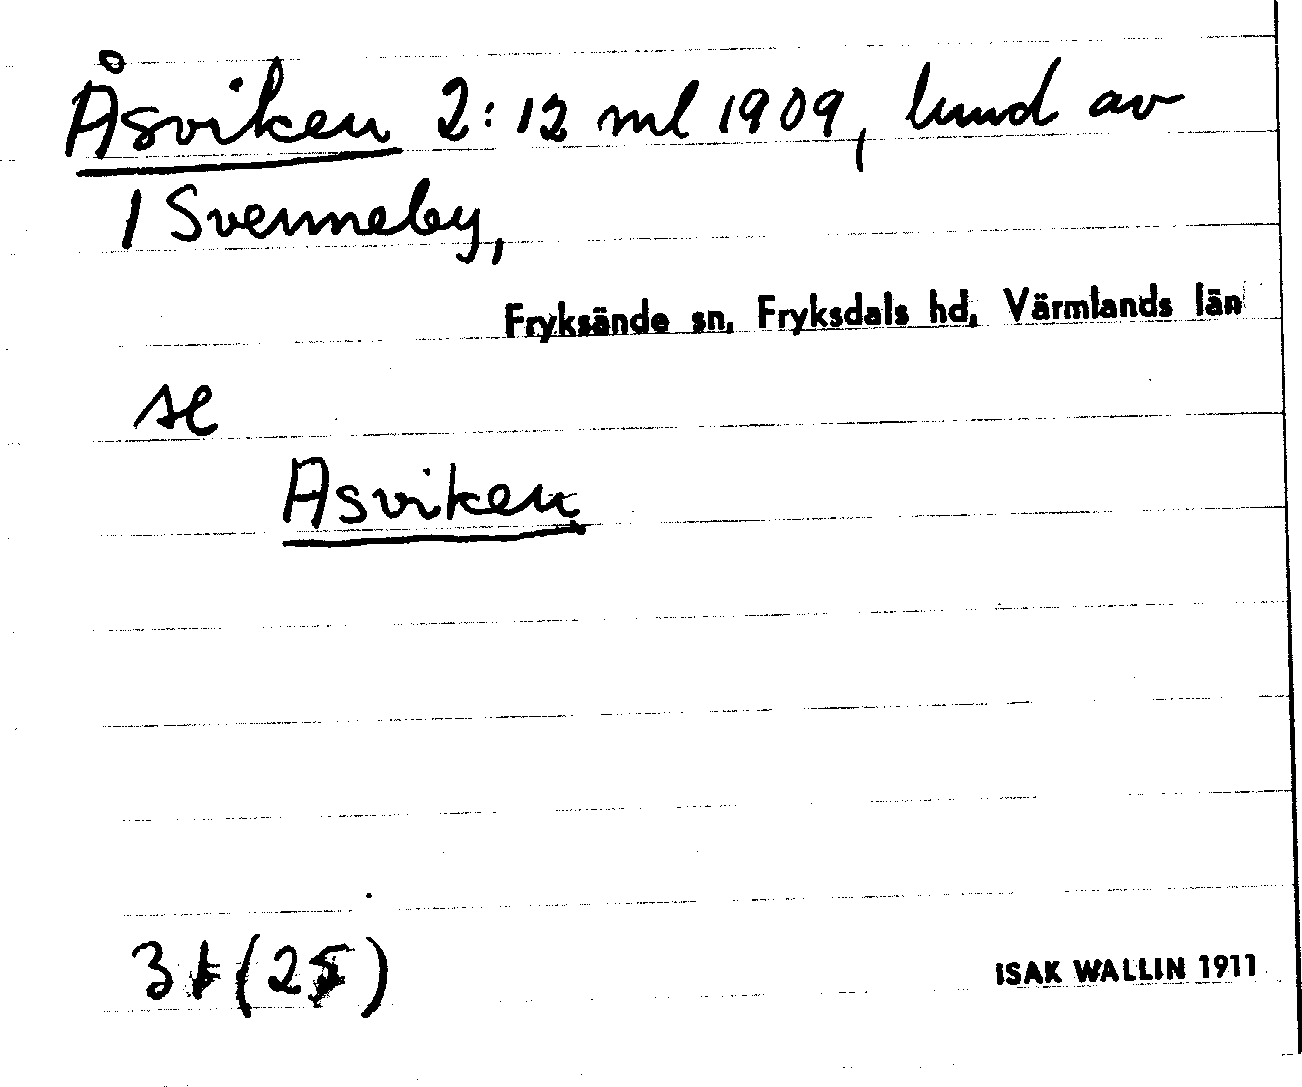 Åsviken 2:12 ml 1909, lund av
1 Svenneby,
Fryksände sn, Fryksdals hd, Värmlands län
se
Asviken
ISAK WALLIN 1911